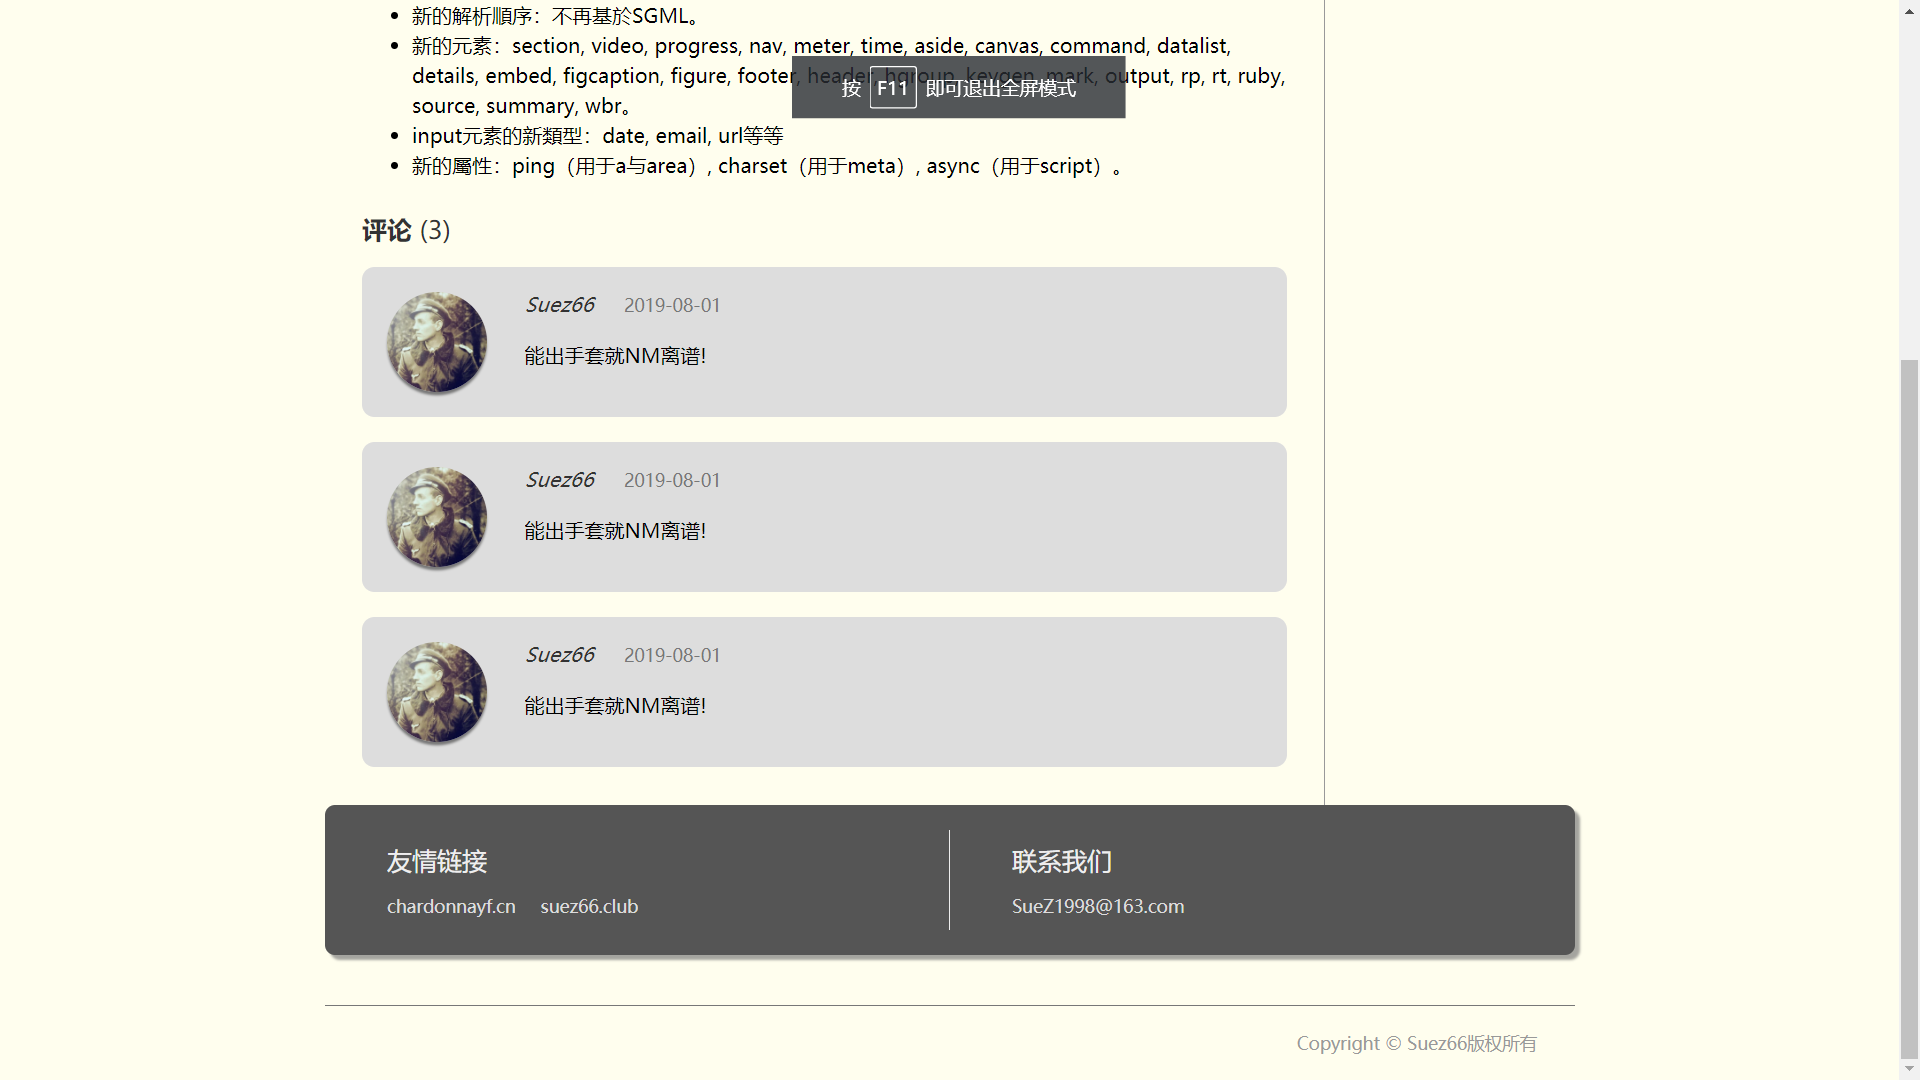 新的解析順序：不再基於SGML。
新的元素：section, video, progress, nav, meter, time, aside, canvas, command, datalist,
details, embed, figcaption, figure, footer, header, hgroup, keygen, mark, output, rp, rt, ruby,
按 F11 即可退出全屏模式
source, summary, wbr。
input元素的新類型：date, email, url等等
新的屬性：ping（用于a与area）, charset（用于meta）, async（用于script）。
评论 (3)
Suez66 2019-08-01
能出手套就NM离谱!
Suez66 2019-08-01
能出手套就NM离谱!
Suez66 2019-08-01
能出手套就NM离谱!
友情链接
chardonnayf.cn suez66.club
联系我们
SueZ1998@163.com
Copyright © Suez66版权所有